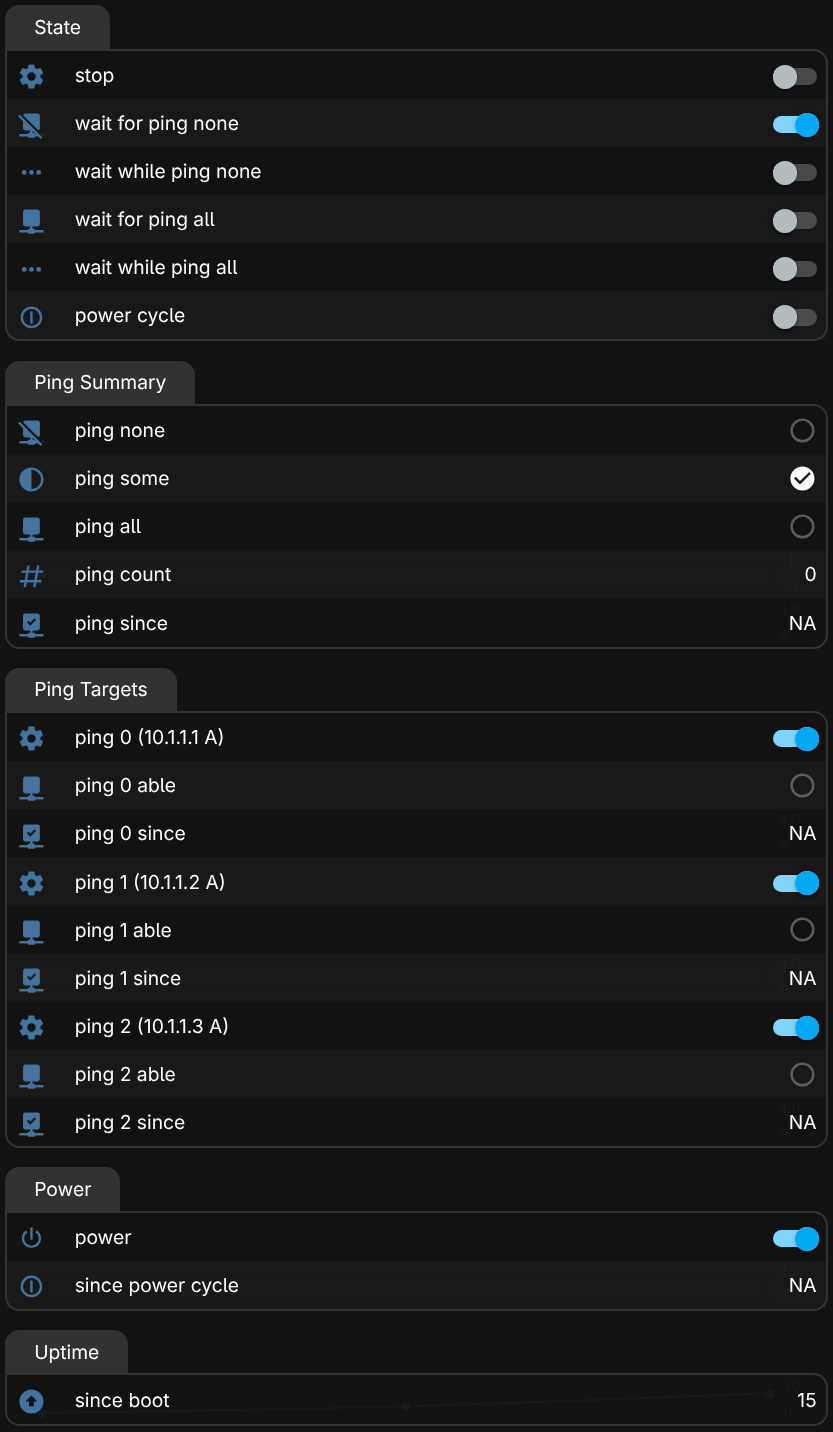 State
stop
wait for ping none
wait while ping none
wait for ping all
wait while ping all
power cycle
Ping Summary
ping none
ping some
ping all
ping count 0
ping since NA
Ping Targets
ping 0 (10.1.1.1 A)
ping 0 able
ping 0 since NA
ping 1 (10.1.1.2 A)
ping 1 able
ping 1 since NA
ping 2 (10.1.1.3 A)
ping 2 able
ping 2 since NA
Power
power
since power cycle NA
Uptime
since boot 15